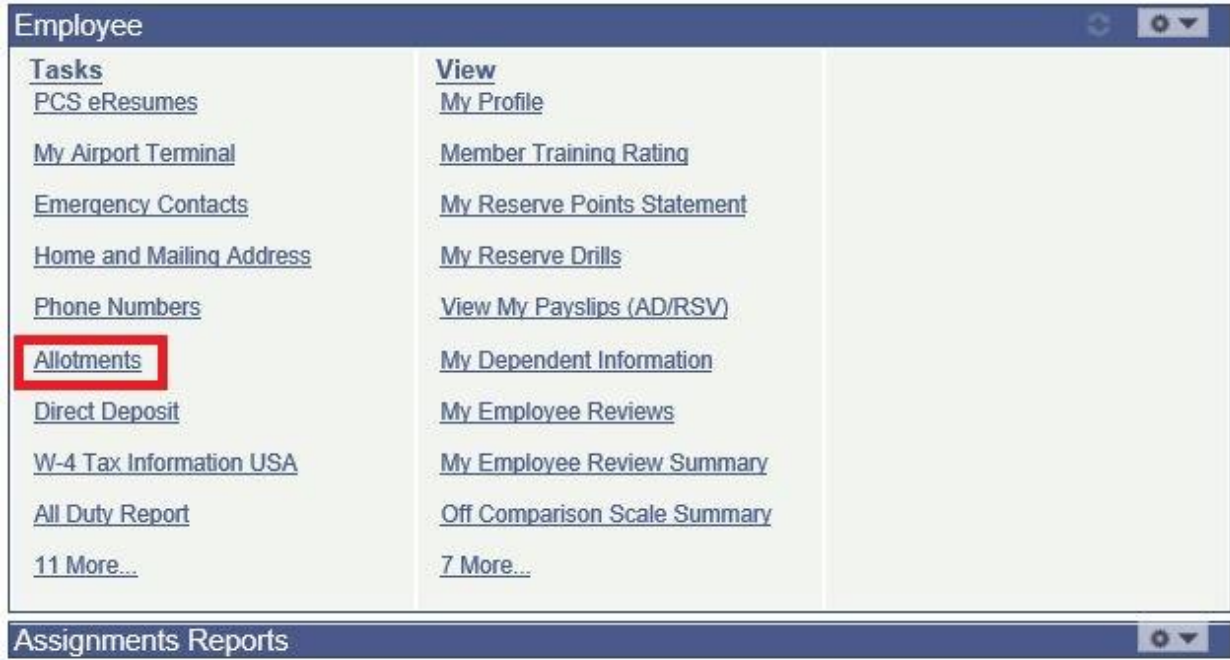 Employee
Tasks
PCS eResumes
My Airport Terminal
Emergency Contacts
Home and Mailing Address
Phone Numbers
Allotments
Direct Deposit
W-4 Tax Information USA
All Duty Report
11 More...
View
My Profile
Member Training Rating
My Reserve Points Statement
My Reserve Drills
View My Payslips (AD/RSV)
My Dependent Information
My Employee Reviews
My Employee Review Summary
Off Comparison Scale Summary
7 More...
Assignments Reports